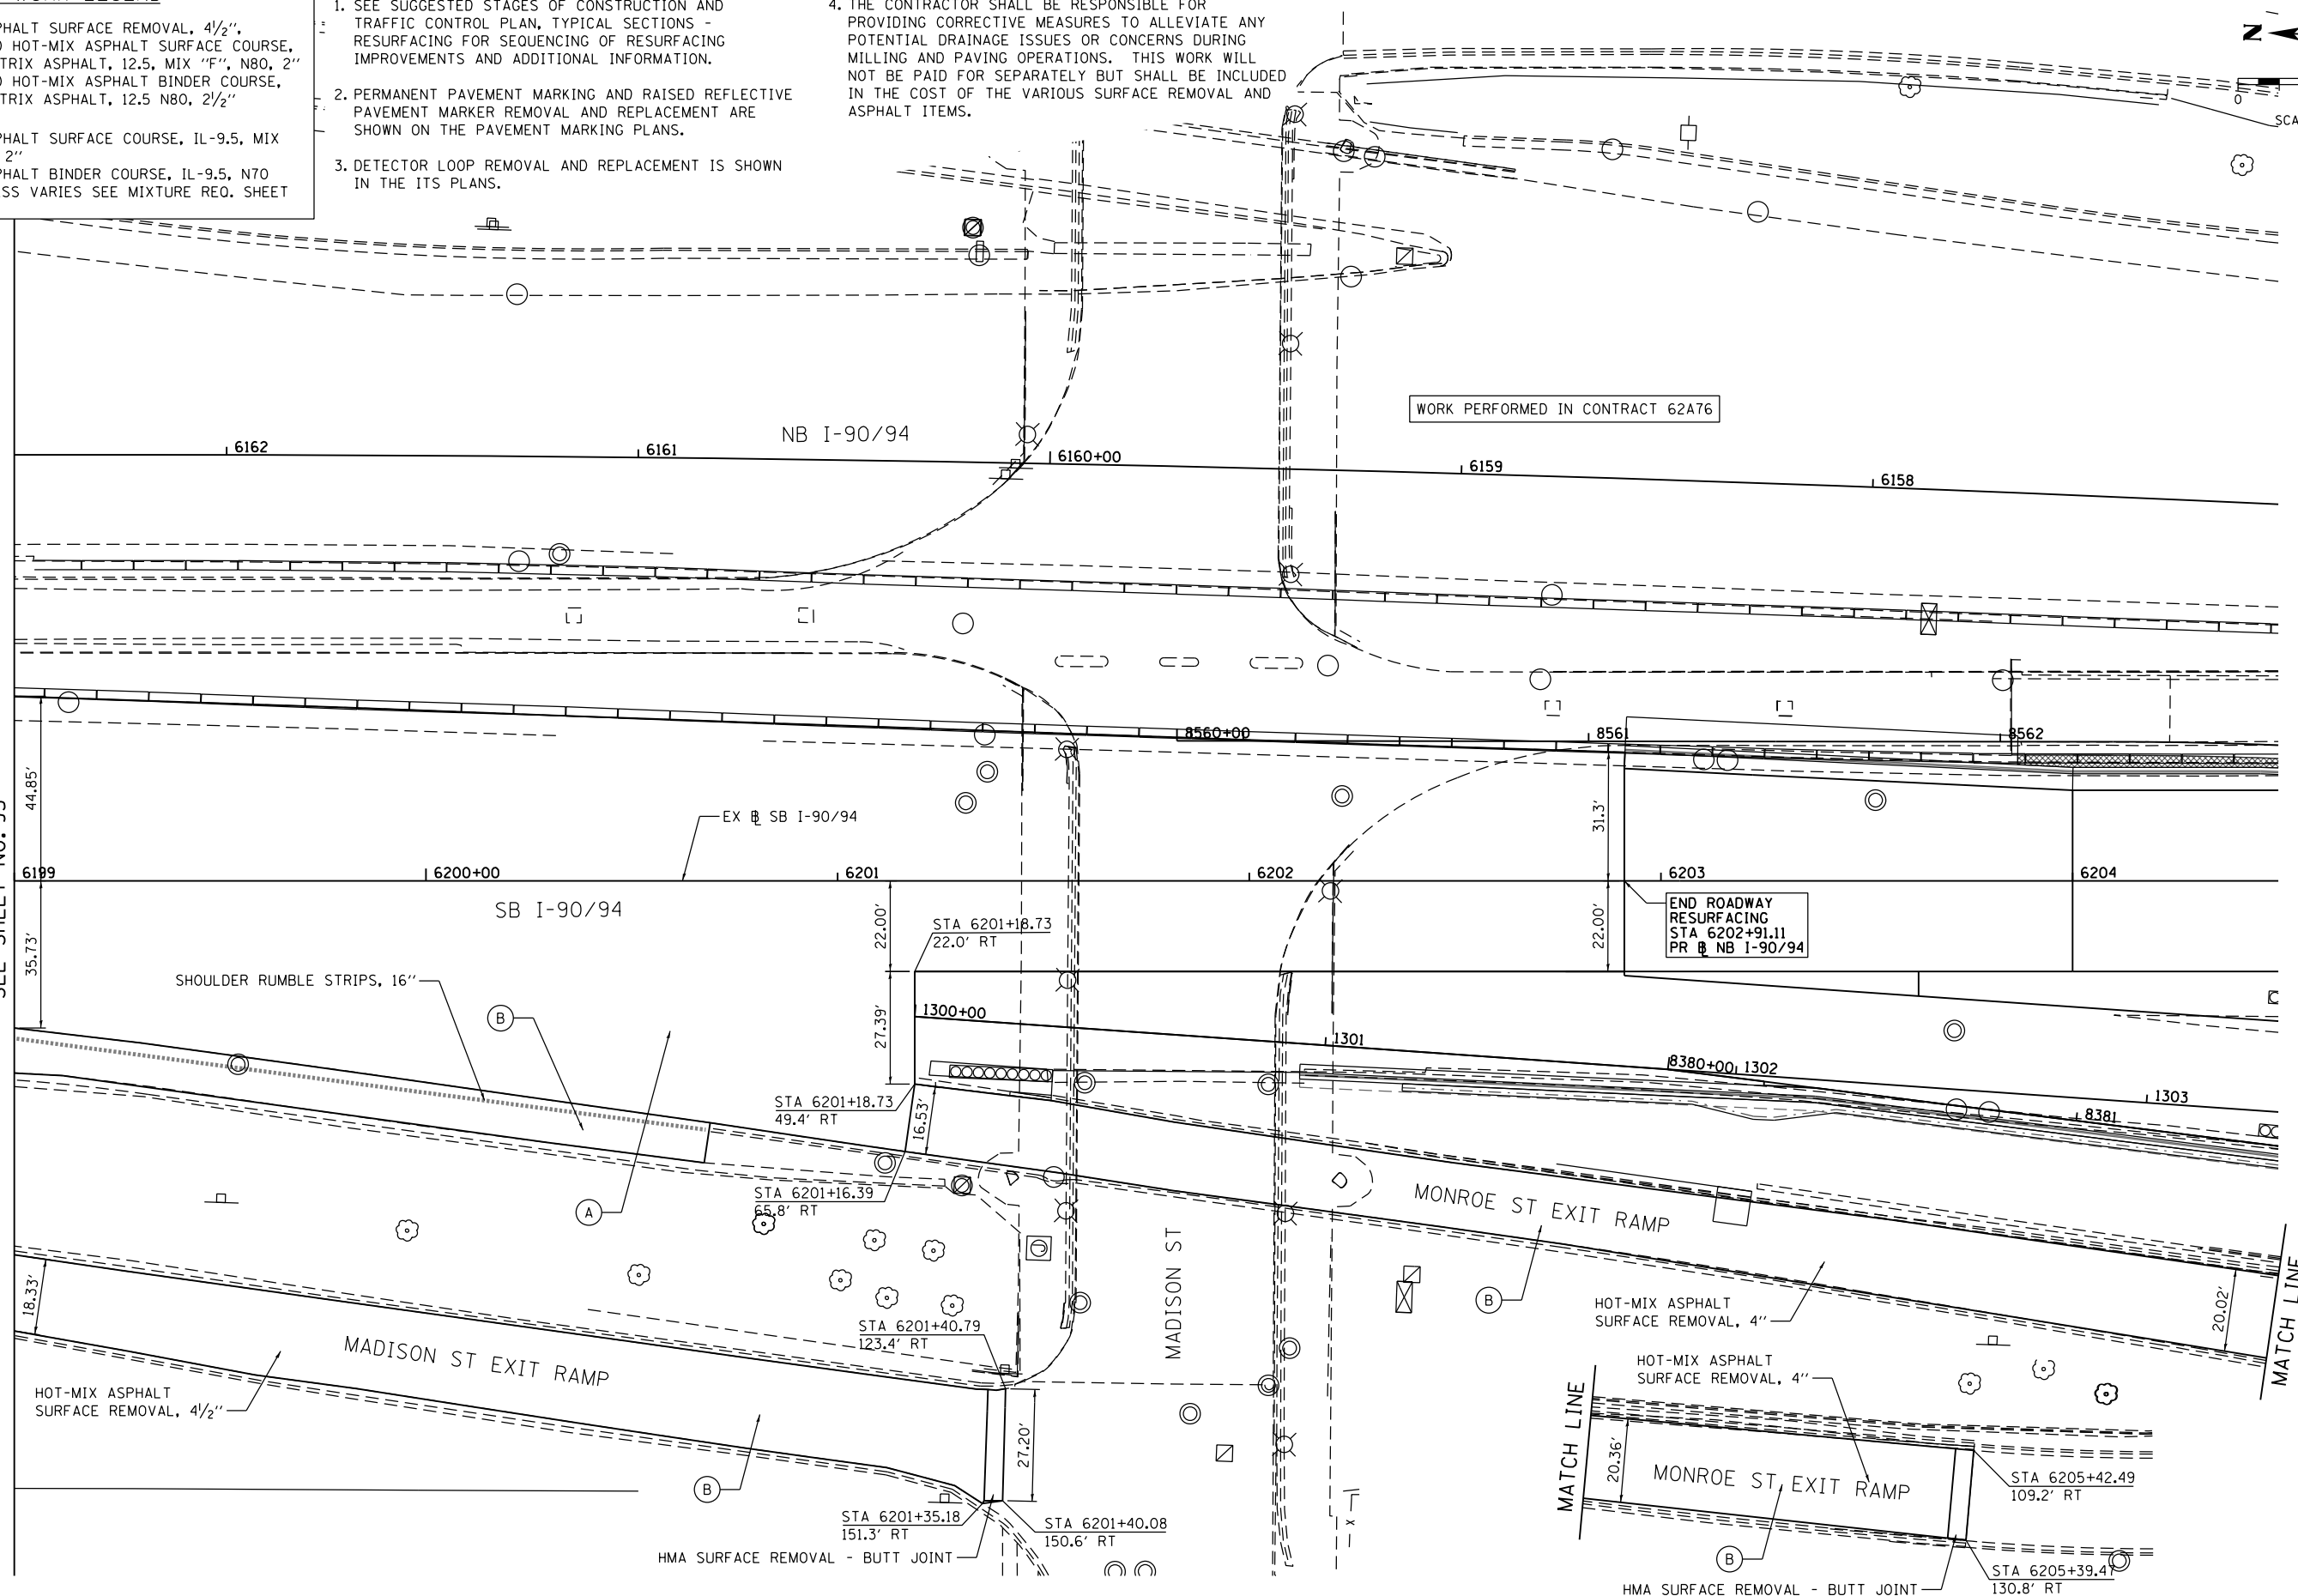 PHALT SURFACE REMOVAL, 4 1/2",
HOT-MIX ASPHALT SURFACE COURSE,
TRIX ASPHALT, 12.5, MIX "F", N80, 2"
HOT-MIX ASPHALT BINDER COURSE,
TRIX ASPHALT, 12.5 N80, 2 1/2"
PHALT SURFACE COURSE, IL-9.5, MIX
2"
PHALT BINDER COURSE, IL-9.5, N70
SS VARIES SEE MIXTURE REQ. SHEET
1. SEE SUGGESTED STAGES OF CONSTRUCTION AND
TRAFFIC CONTROL PLAN, TYPICAL SECTIONS -
RESURFACING FOR SEQUENCING OF RESURFACING
IMPROVEMENTS AND ADDITIONAL INFORMATION.
2. PERMANENT PAVEMENT MARKING AND RAISED REFLECTIVE
PAVEMENT MARKER REMOVAL AND REPLACEMENT ARE
SHOWN ON THE PAVEMENT MARKING PLANS.
3. DETECTOR LOOP REMOVAL AND REPLACEMENT IS SHOWN
IN THE ITS PLANS.
4. THE CONTRACTOR SHALL BE RESPONSIBLE FOR
PROVIDING CORRECTIVE MEASURES TO ALLEVIATE ANY
POTENTIAL DRAINAGE ISSUES OR CONCERNS DURING
MILLING AND PAVING OPERATIONS. THIS WORK WILL
NOT BE PAID FOR SEPARATELY BUT SHALL BE INCLUDED
IN THE COST OF THE VARIOUS SURFACE REMOVAL AND
ASPHALT ITEMS.
N
0
SCA
WORK PERFORMED IN CONTRACT 62A76
NB I-90/94
6162
6161
6160+00
6159
6158
8560+00
8561
8562
44.85'
EX B SB I-90/94
31.3'
6199
6200+00
6201
6202
6203
6204
SB I-90/94
35.73'
22.00'
STA 6201+18.73
22.0' RT
22.00'
END ROADWAY
RESURFACING
STA 6202+91.11
PR B NB I-90/94
SHOULDER RUMBLE STRIPS, 16"
B
27.39'
1300+00
1301
8380+00
1302
1303
8381
STA 6201+18.73
49.4' RT
16.53'
STA 6201+16.39
65.8' RT
A
MONROE ST EXIT RAMP
MADISON ST
B
HOT-MIX ASPHALT
SURFACE REMOVAL, 4"
20.02'
MATCH LINE
18.33'
MADISON ST EXIT RAMP
STA 6201+40.79
123.4' RT
HOT-MIX ASPHALT
SURFACE REMOVAL, 4 1/2"
27.20'
B
STA 6201+35.18
151.3' RT
STA 6201+40.08
150.6' RT
HMA SURFACE REMOVAL - BUTT JOINT
HOT-MIX ASPHALT
SURFACE REMOVAL, 4"
MATCH LINE
20.36'
MONROE ST EXIT RAMP
STA 6205+42.49
109.2' RT
B
STA 6205+39.47
130.8' RT
HMA SURFACE REMOVAL - BUTT JOINT